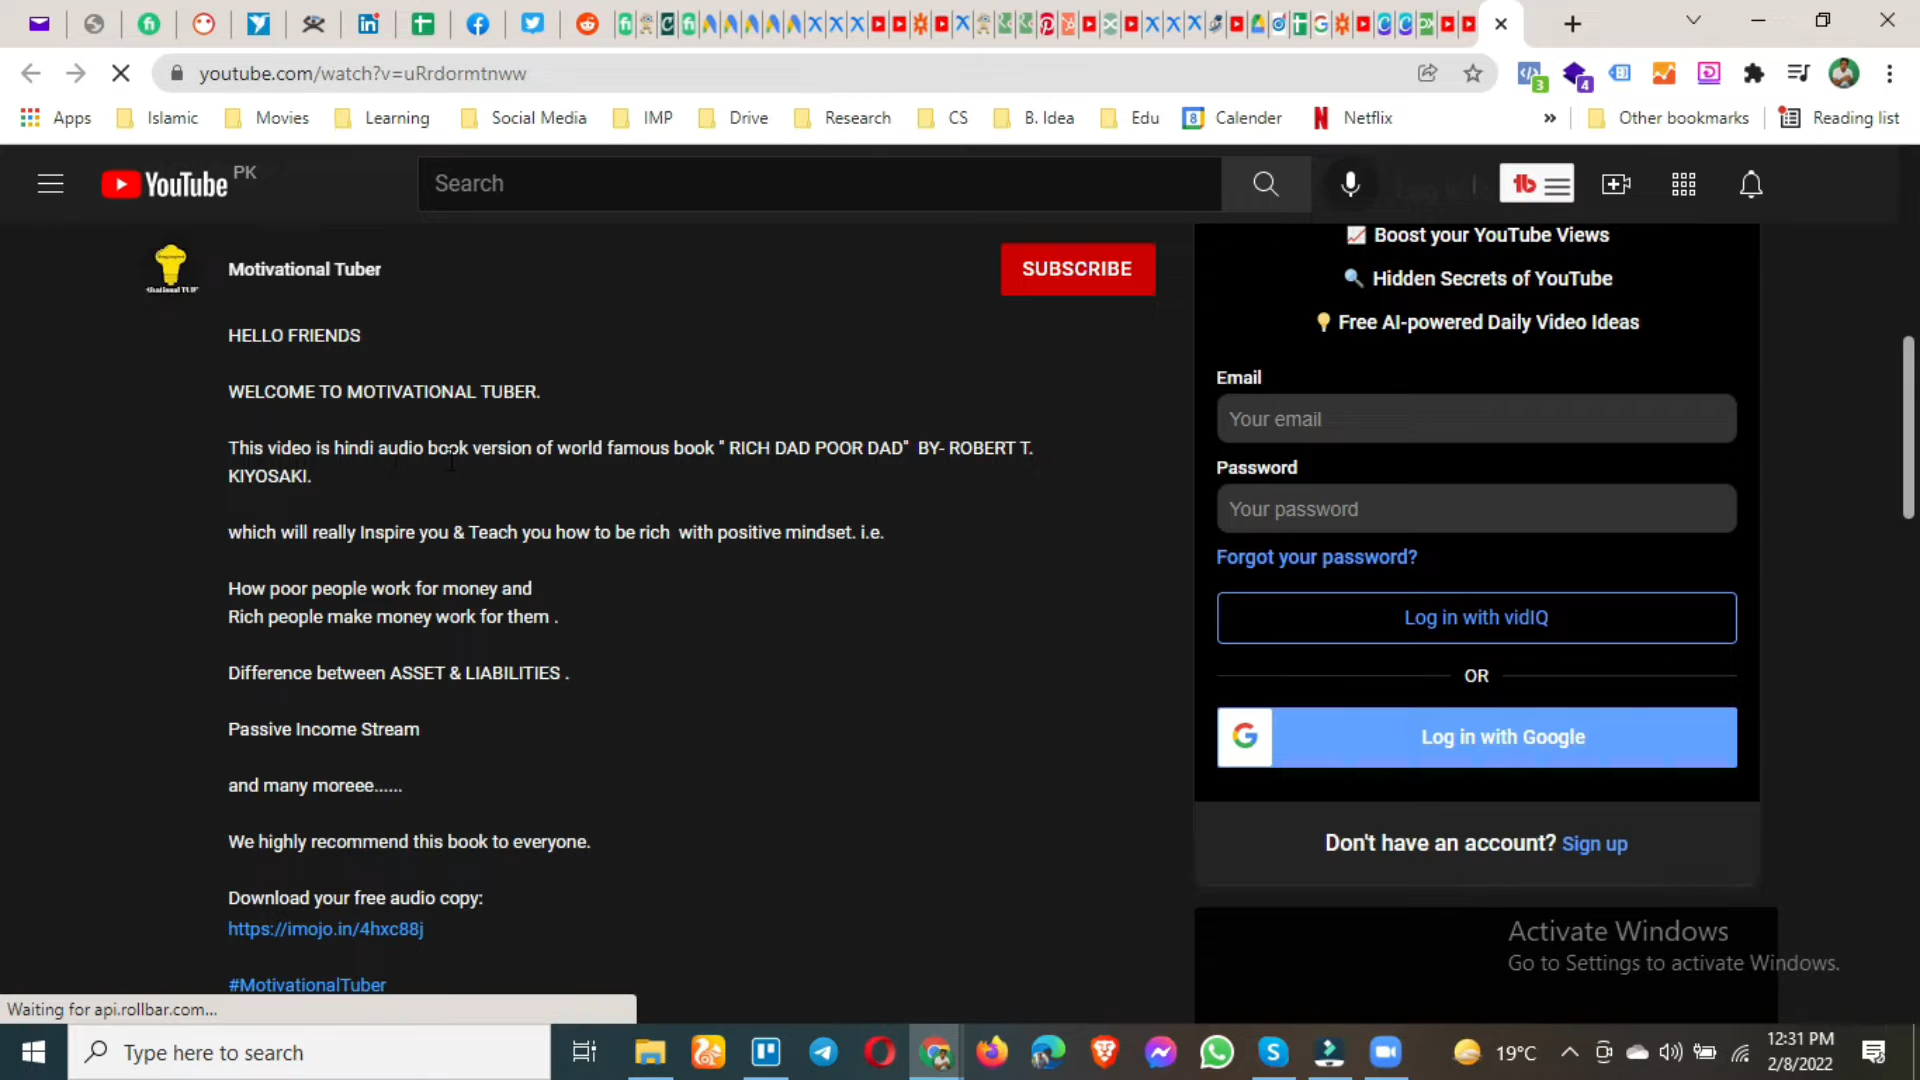 youtube.com/watch?v=uRrdormtnww
3
4
Apps
Islamic
Movies
Learning
Social Media
IMP
Drive
Research
CS
B. Idea
Edu
8
Calender
Netflix
Other bookmarks
Reading list
YouTube PK
Search
Motivational Tuber
SUBSCRIBE
HELLO FRIENDS
WELCOME TO MOTIVATIONAL TUBER.
This video is hindi audio book version of world famous book " RICH DAD POOR DAD" BY- ROBERT T.
KIYOSAKI.
which will really Inspire you & Teach you how to be rich with positive mindset. i.e.
How poor people work for money and
Rich people make money work for them .
Difference between ASSET & LIABILITIES .
Passive Income Stream
and many moreee......
We highly recommend this book to everyone.
Download your free audio copy:
https://imojo.in/4hxc88j
#MotivationalTuber
Boost your YouTube Views
Hidden Secrets of YouTube
Free AI-powered Daily Video Ideas
Email
Your email
Password
Your password
Forgot your password?
Log in with vidIQ
OR
Log in with Google
Don't have an account? Sign up
Activate Windows
Go to Settings to activate Windows.
Waiting for api.rollbar.com...
Type here to search
19°C
12:31 PM
2/8/2022